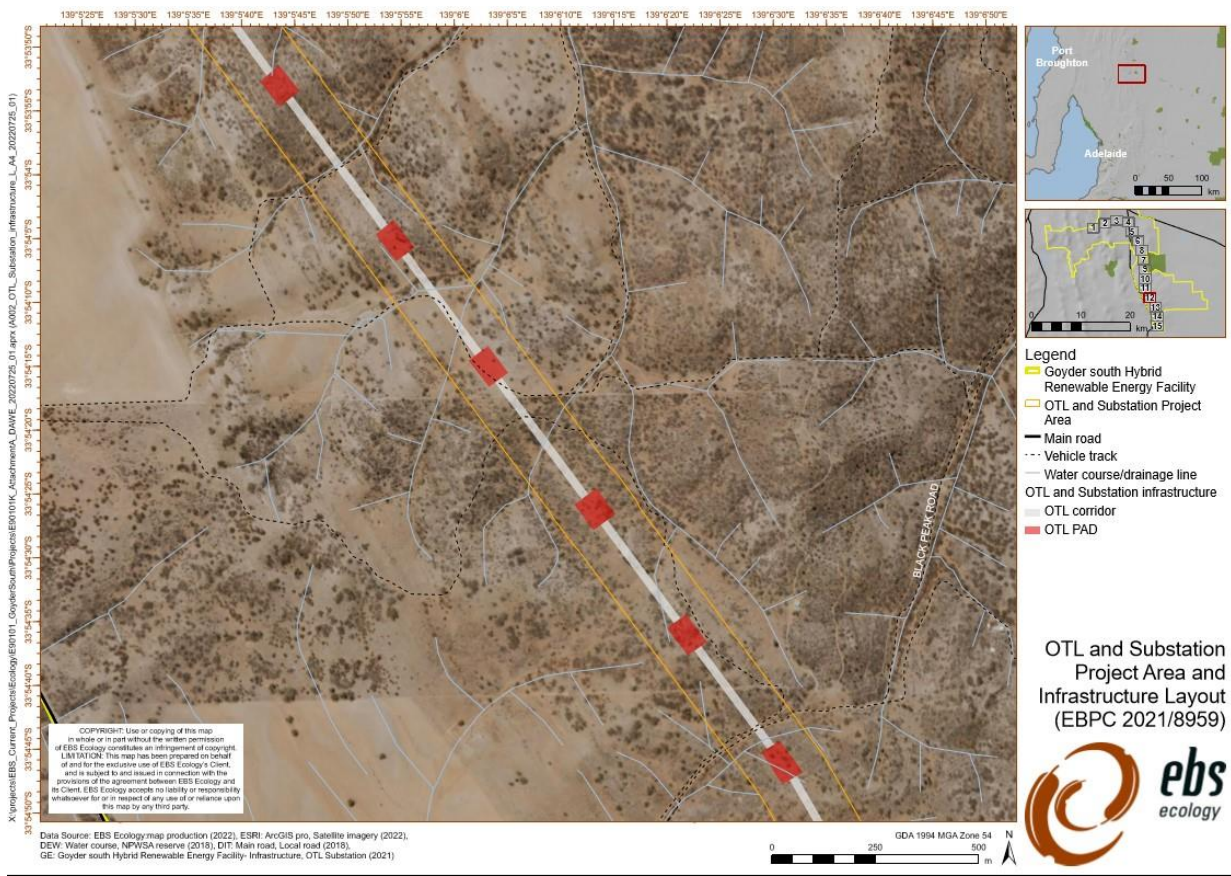 139°5'25"E 139°5'30"E 139°5'35"E 139°5'40"E 139°5'45"E 139°5'50"E 139°5'55"E 139°6'E 139°6'5"E 139°6'10"E 139°6'15"E 139°6'20"E 139°6'25"E 139°6'30"E 139°6'35"E 139°6'40"E 139°6'45"E 139°6'50"E
33°53'50"S
33°53'55"S
33°54'S
33°54'5"S
33°54'10"S
33°54'15"S
33°54'20"S
33°54'25"S
33°54'30"S
33°54'35"S
33°54'40"S
33°54'45"S
33°54'50"S
X:\projects\EBS_Current_Projects\Ecology\E90101_GoyderSouth\Projects\E90101K_AttachmentA_DAWE_20220725_01.aprx (A002_OTL_Substation_infrastructure_L_A4_20220725_01)
BLACK PEAK ROAD
COPYRIGHT: Use or copying of this map
in whole or in part without the written permission
of EBS Ecology constitutes an infringement of copyright.
LIMITATION: This map has been prepared on behalf
of and for the exclusive use of EBS Ecology's Client,
and is subject to and issued in connection with the
provisions of the agreement between EBS Ecology and
its Client. EBS Ecology accepts no liability or responsibility
whatsoever for or in respect of any use of or reliance upon
this map by any third party.
Port
Broughton
Adelaide
0 50 100
km
1 2 3 4
5
6
8
7
9
10
11
12
13
14
15
0 10 20
km
Legend
Goyder south Hybrid
Renewable Energy Facility
OTL and Substation Project
Area
Main road
Vehicle track
Water course/drainage line
OTL and Substation infrastructure
OTL corridor
OTL PAD
OTL and Substation
Project Area and
Infrastructure Layout
(EBPC 2021/8959)
ebs
ecology
Data Source: EBS Ecology:map production (2022), ESRI: ArcGIS pro, Satellite imagery (2022),
DEW: Water course, NPWSA reserve (2018), DIT: Main road, Local road (2018),
GE: Goyder south Hybrid Renewable Energy Facility- Infrastructure, OTL Substation (2021)
GDA 1994 MGA Zone 54
N
0 250 500
m